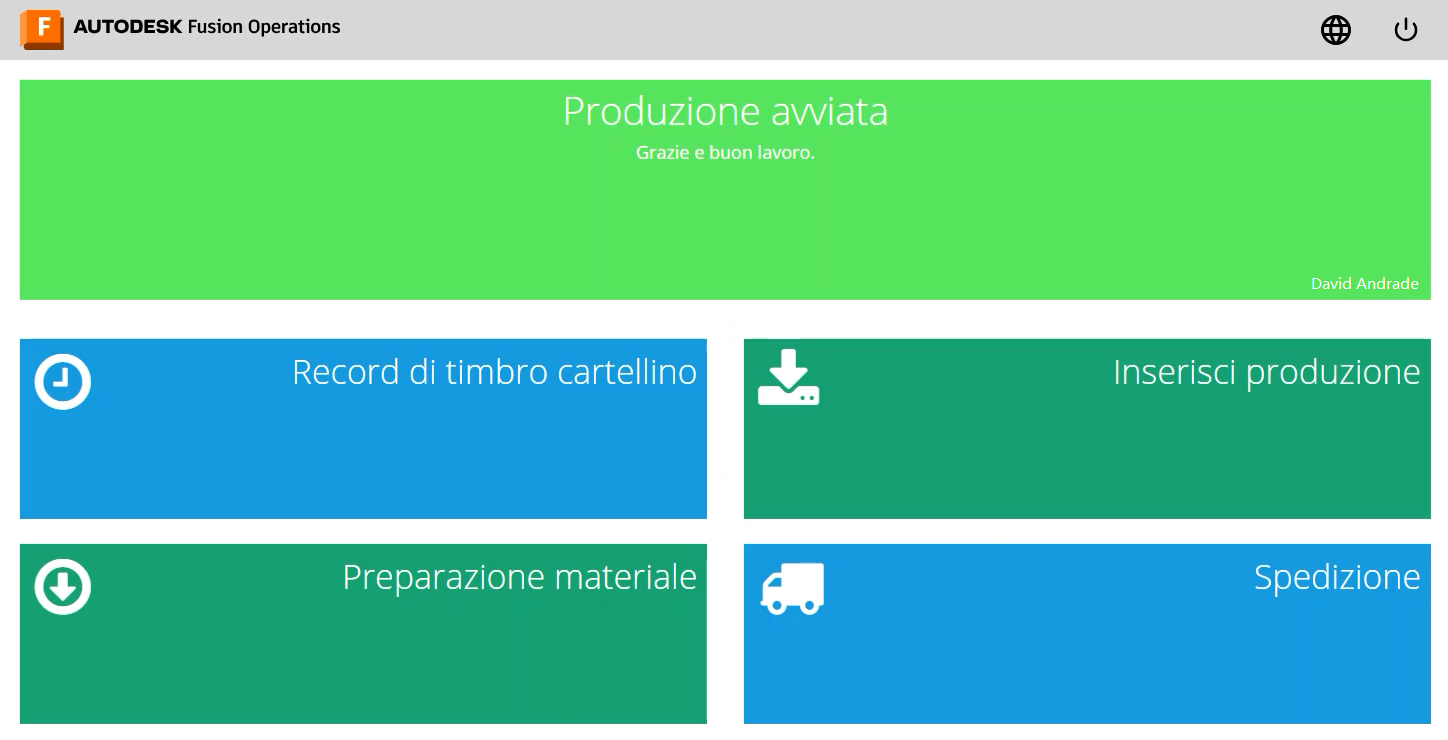 F AUTODESK Fusion Operations
Produzione avviata
Grazie e buon lavoro.
David Andrade
Record di timbro cartellino
Inserisci produzione
Preparazione materiale
Spedizione